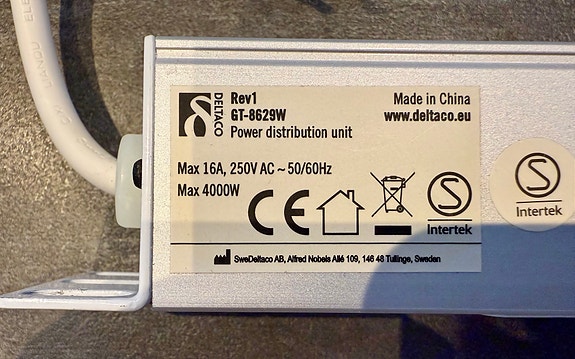 DELTACO
Rev1
GT-8629W
Power distribution unit
Made in China
www.deltaco.eu
Max 16A, 250V AC ~ 50/60Hz
Max 4000W
CE
S
Intertek
SweDeltaco AB, Alfred Nobels Allé 109, 146 48 Tullinge, Sweden
S
Intertek